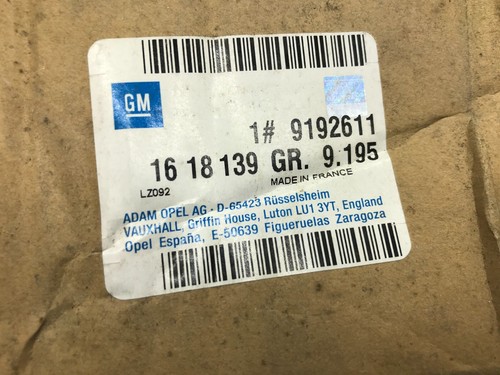 GM
1# 9192611
16 18 139 GR. 9.195
LZ092
MADE IN FRANCE
ADAM OPEL AG - D-65423 Rüsselsheim
VAUXHALL, Griffin House, Luton LU1 3YT, England
Opel España, E-50639 Figueruelas Zaragoza